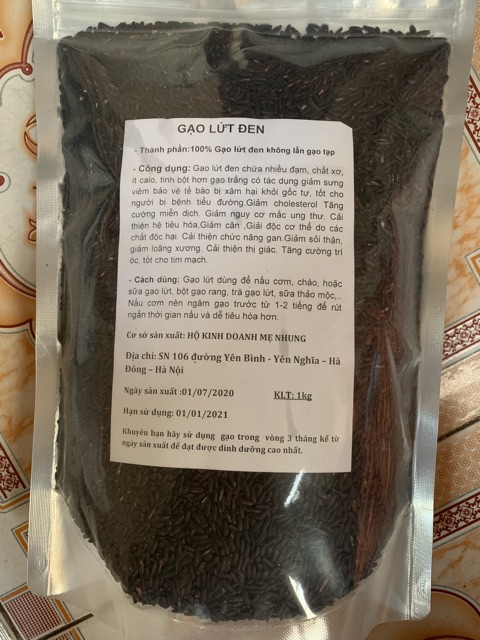 GẠO LỨT ĐEN
- Thành phần:100% Gạo lứt đen không lẫn gạo tạp
- Công dụng: Gạo lứt đen chứa nhiều đạm, chất xơ,
ít calo, tinh bột hơn gạo trắng có tác dụng giảm sưng
viêm bảo vệ tế bào bị xâm hại khỏi gốc tự, tốt cho
người bị bệnh tiểu đường.Giảm cholesterol Tăng
cường miễn dịch. Giảm nguy cơ mắc ung thư. Cải
thiện hệ tiêu hóa,Giảm cân ,Giải độc cơ thể do các
chất độc hại. Cải thiện chức năng gan.Giảm sỏi thận,
giảm loãng xương. Cải thiện thị giác. Tăng cường trí
óc. tốt cho tim mạch.
- Cách dùng: Gạo lứt dùng để nấu cơm, cháo, hoặc
sữa gạo lứt, bột gạo rang, trà gạo lứt, sữa thảo mộc,..
Nấu cơm nên ngâm gạo trước từ 1-2 tiếng để rút
ngắn thời gian nấu và dễ tiêu hóa hơn.
Cơ sở sản xuất: HỘ KINH DOANH MẸ NHUNG
Địa chỉ: SN 106 đường Yên Bình - Yên Nghĩa – Hà
Đông – Hà Nội
Ngày sản xuất :01/07/2020 KLT: 1kg
Hạn sử dụng: 01/01/2021
Khuyên bạn hãy sử dụng gạo trong vòng 3 tháng kể từ
ngày sản xuất để đạt được dinh dưỡng cao nhất.